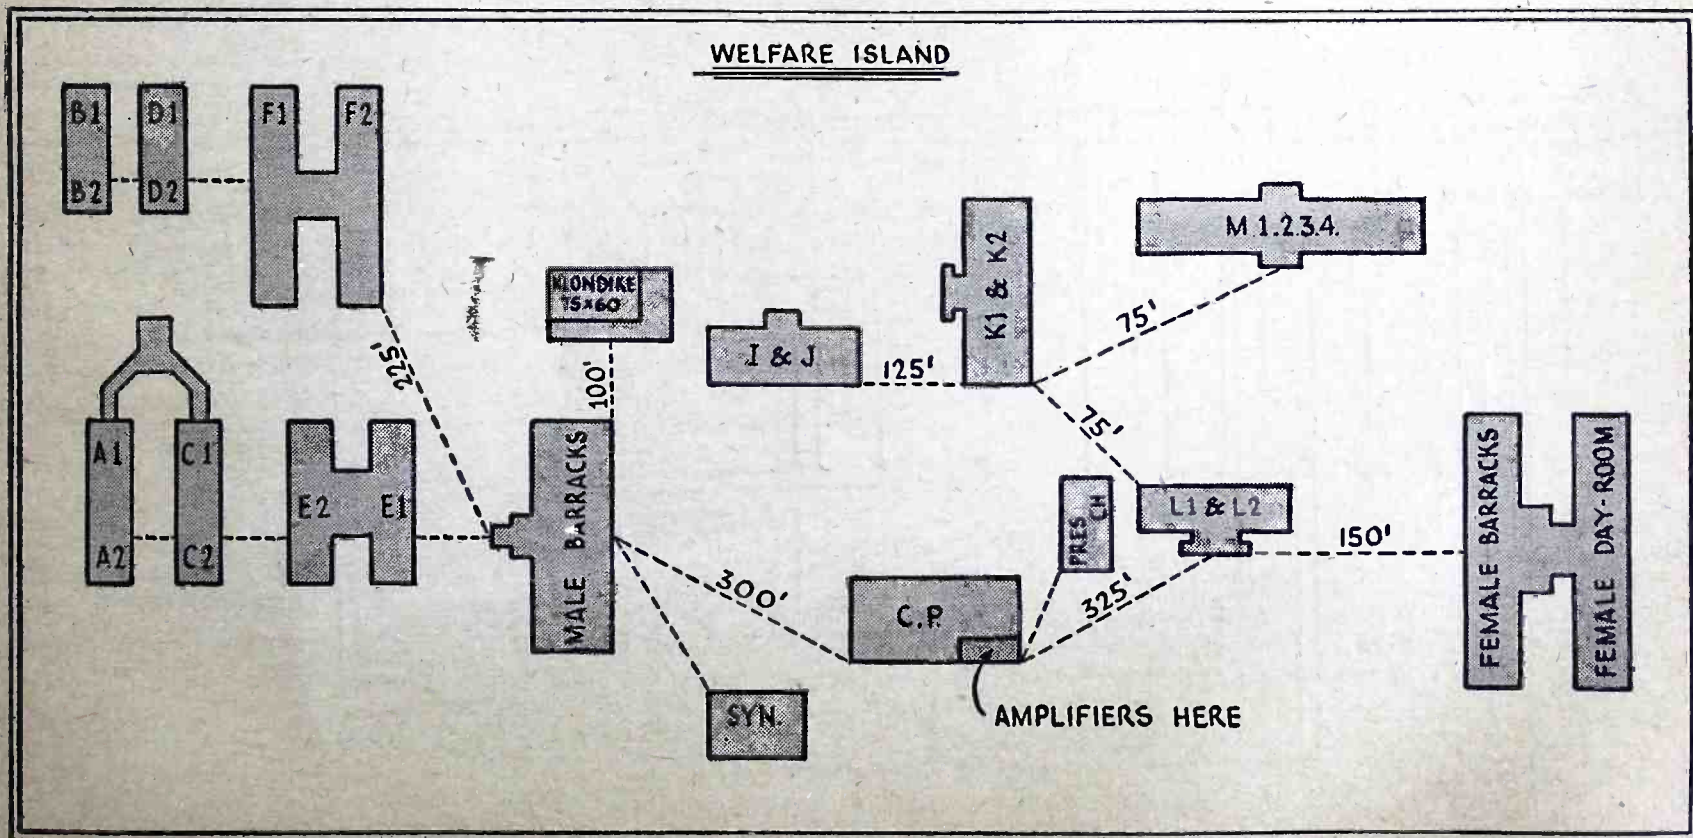 WELFARE ISLAND
B1
D1
F1
F2
B2
D2
225'
KLONDIKE
75×60
100'
I & J
125'
K1 & K2
M 1.2.3.4.
75'
75'
A1
C1
E2
E1
A2
C2
MALE BARRACKS
300'
SYN.
C.P.
AMPLIFIERS HERE
PRES
CH
325'
L1 & L2
150'
FEMALE BARRACKS
FEMALE DAY-ROOM